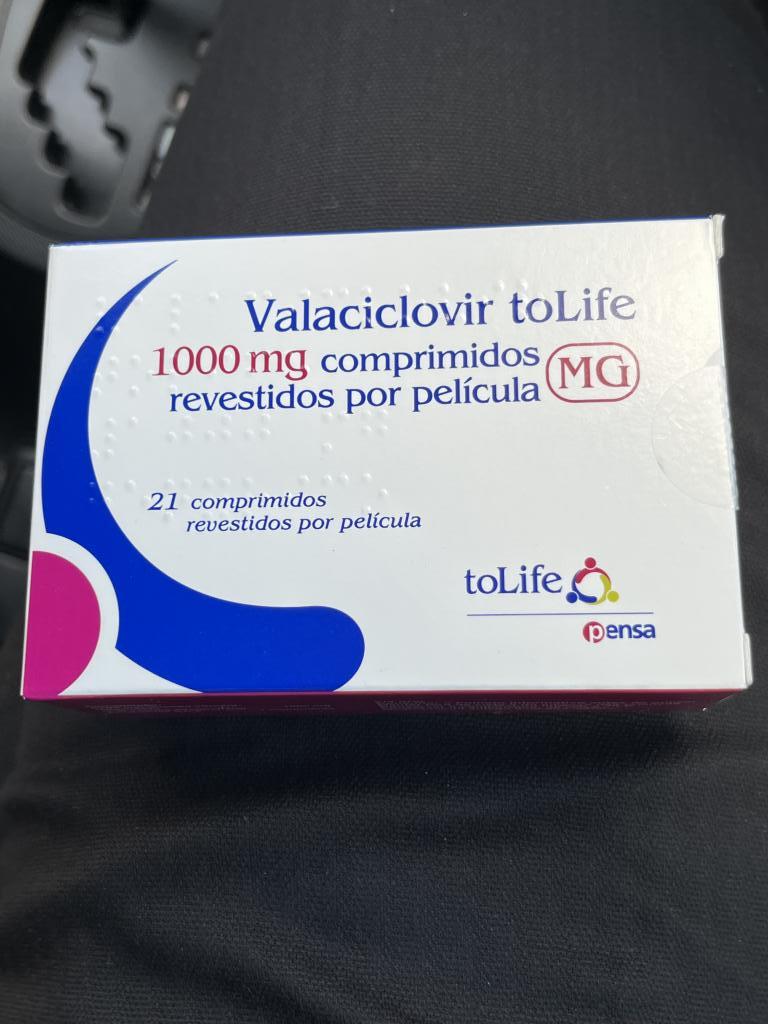 Valaciclovir toLife
1000 mg comprimidos
revestidos por película
MG
21 comprimidos
revestidos por película
toLife
pensa